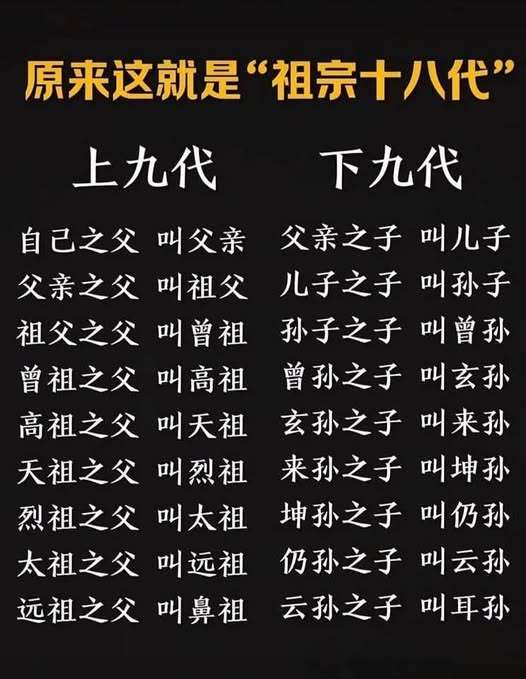 原来这就是“祖宗十八代”
上九代 下九代
自己之父 叫父亲 父亲之子 叫儿子
父亲之父 叫祖父 儿子之子 叫孙子
祖父之父 叫曾祖 孙子之子 叫曾孙
曾祖之父 叫高祖 曾孙之子 叫玄孙
高祖之父 叫天祖 玄孙之子 叫来孙
天祖之父 叫烈祖 来孙之子 叫坤孙
烈祖之父 叫太祖 坤孙之子 叫仍孙
太祖之父 叫远祖 仍孙之子 叫云孙
远祖之父 叫鼻祖 云孙之子 叫耳孙